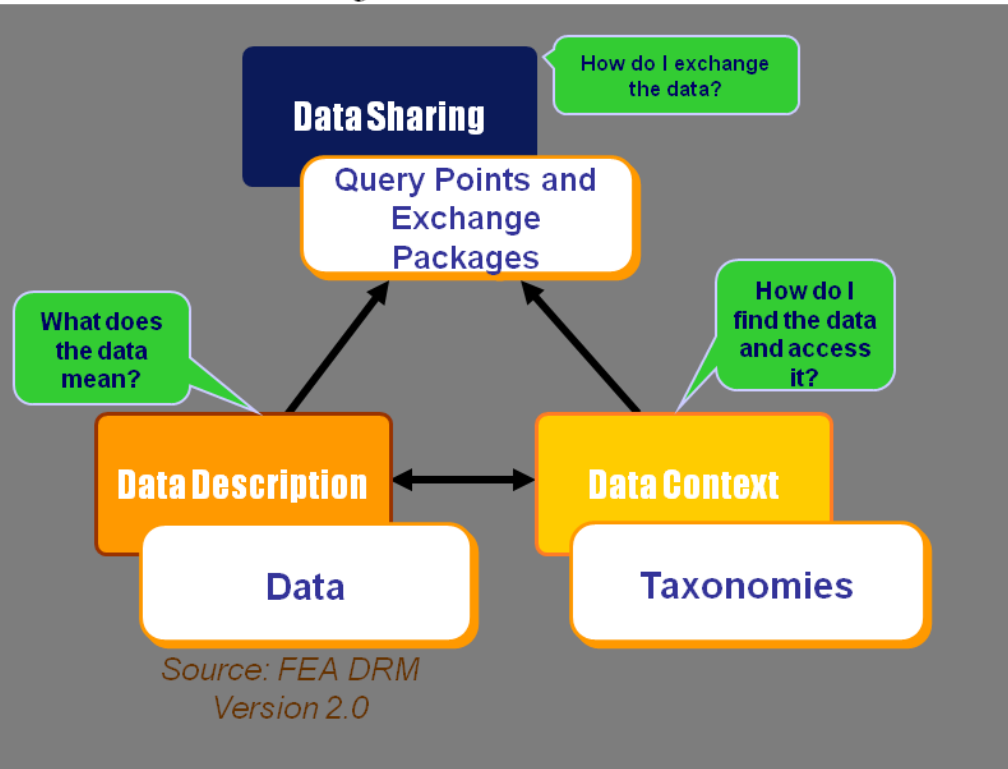 How do I exchange
the data?
Data Sharing
Query Points and
Exchange
Packages
What does
the data
mean?
How do I
find the data
and access
it?
Data Description
Data
Data Context
Taxonomies
Source: FEA DRM
Version 2.0